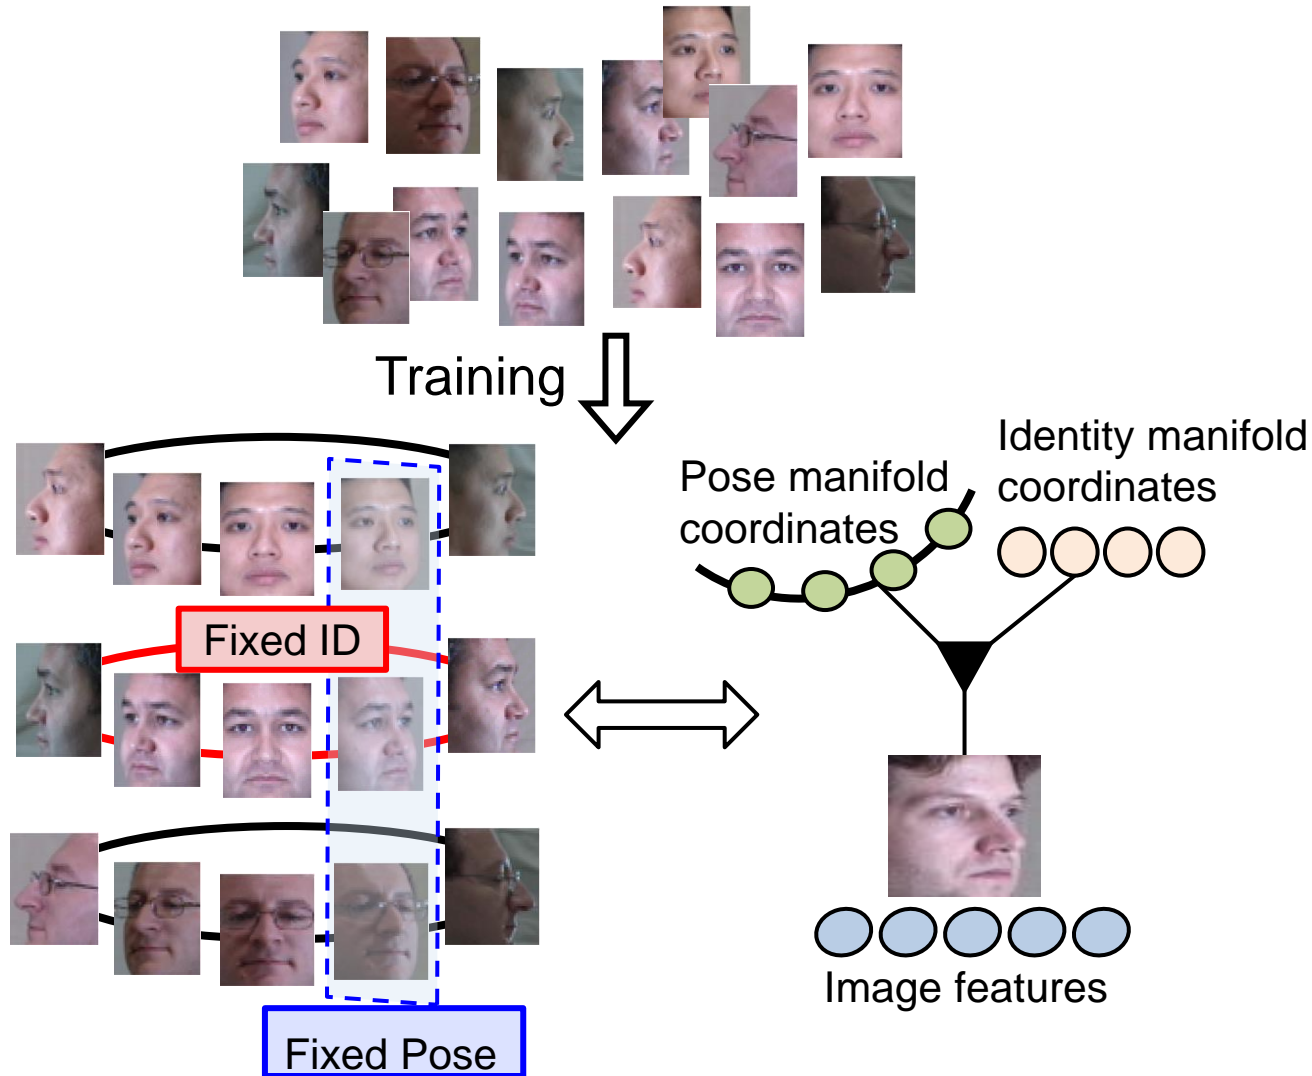 Training
Identity manifold
coordinates
Pose manifold
coordinates
Fixed ID
Image features
Fixed Pose